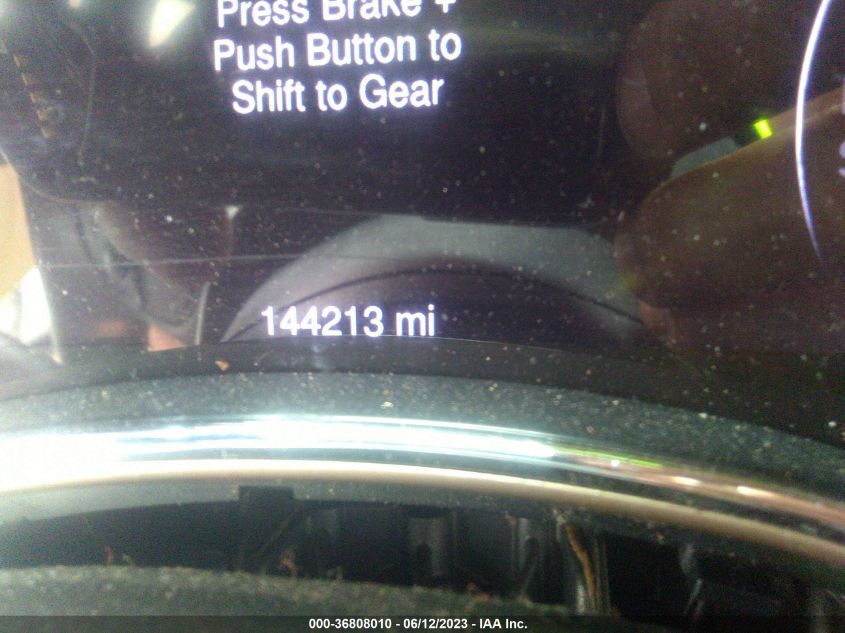 Press Brake +
Push Button to
Shift to Gear
144213 mi
000-36808010 - 06/12/2023 - IAA Inc.